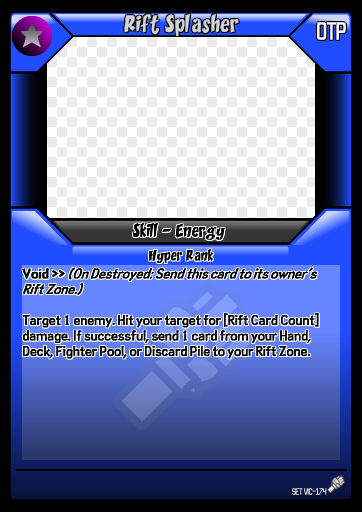 Rift Splasher
OTP
Skill - Energy
Hyper Rank
Void >> (On Destroyed: Send this card to its owner's
Rift Zone.)
Target 1 enemy. Hit your target for [Rift Card Count]
damage. If successful, send 1 card from your Hand,
Deck, Fighter Pool, or Discard Pile to your Rift Zone.
SET VIC-174